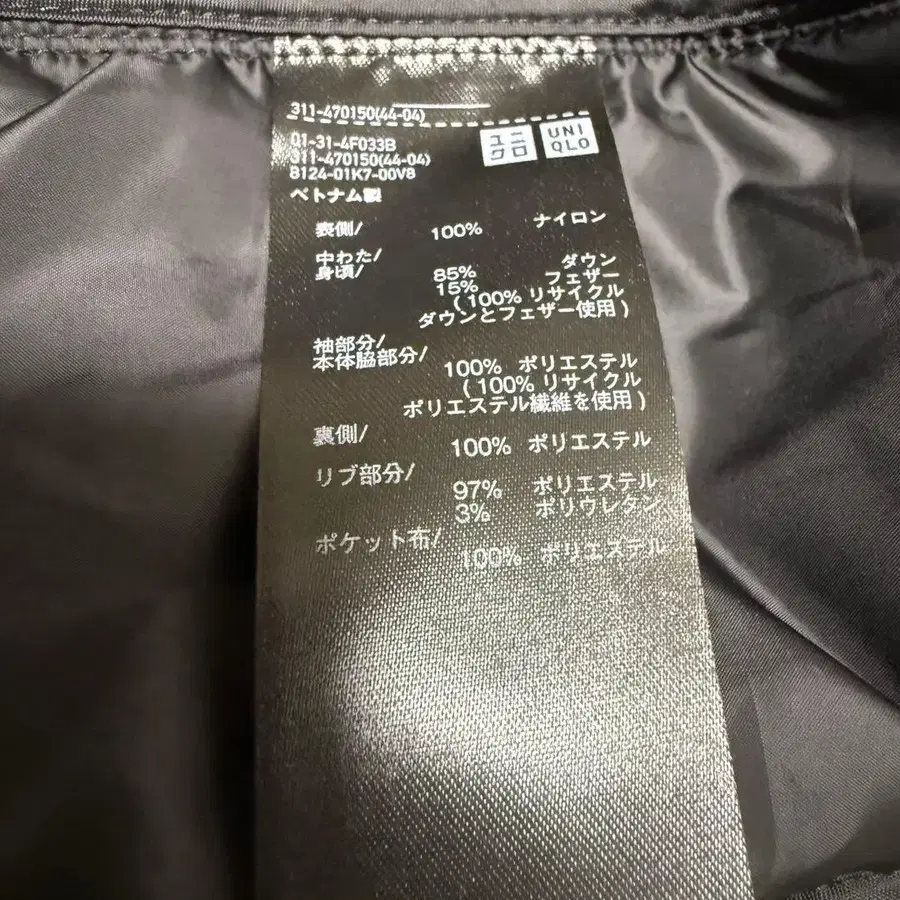 311-470150(44-04)
ユニ
クロ
UNI
QLO
01-31-4F033B
311-470150(44-04)
8124-01K7-00V8
ベトナム製
表側/ 100% ナイロン
中わた/
身頃/ 85% ダウン
15% フェザー
(100% リサイクル
ダウンとフェザー使用)
袖部分/
本体脇部分/ 100% ポリエステル
(100% リサイクル
ポリエステル繊維を使用)
裏側/ 100% ポリエステル
リブ部分/ 97% ポリエステル
3% ポリウレタン
ポケット布/ 100% ポリエステル